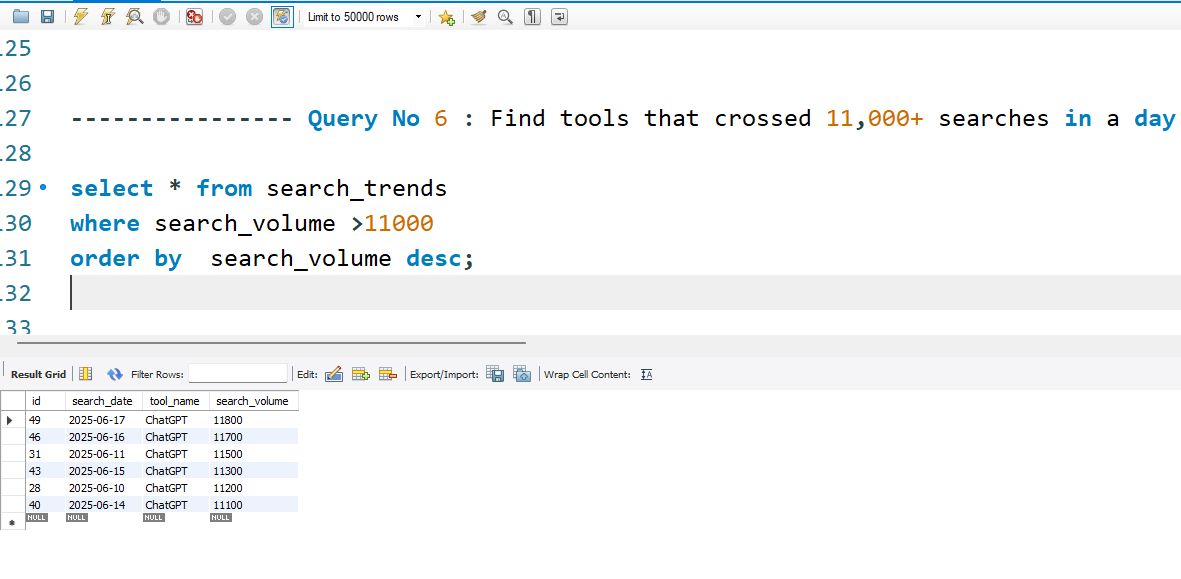 Limit to 50000 rows
125
126
127 ---------------- Query No 6 : Find tools that crossed 11,000+ searches in a day
128
129 select * from search_trends
130 where search_volume >11000
131 order by  search_volume desc;
132
133
Result Grid Filter Rows: Edit: Export/Import: Wrap Cell Content: IA
id search_date tool_name search_volume
49 2025-06-17 ChatGPT 11800
46 2025-06-16 ChatGPT 11700
31 2025-06-11 ChatGPT 11500
43 2025-06-15 ChatGPT 11300
28 2025-06-10 ChatGPT 11200
40 2025-06-14 ChatGPT 11100
NULL NULL NULL NULL